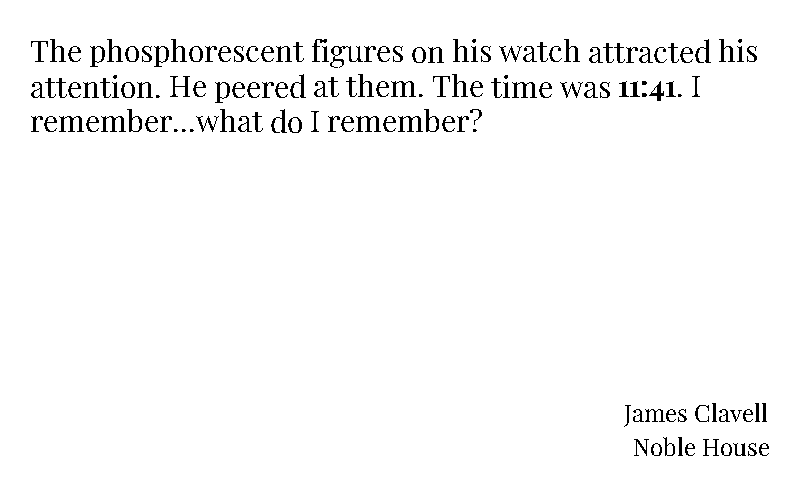 The phosphorescent figures on his watch attracted his
attention. He peered at them. The time was 11:41. I
remember...what do I remember?
James Clavell
Noble House